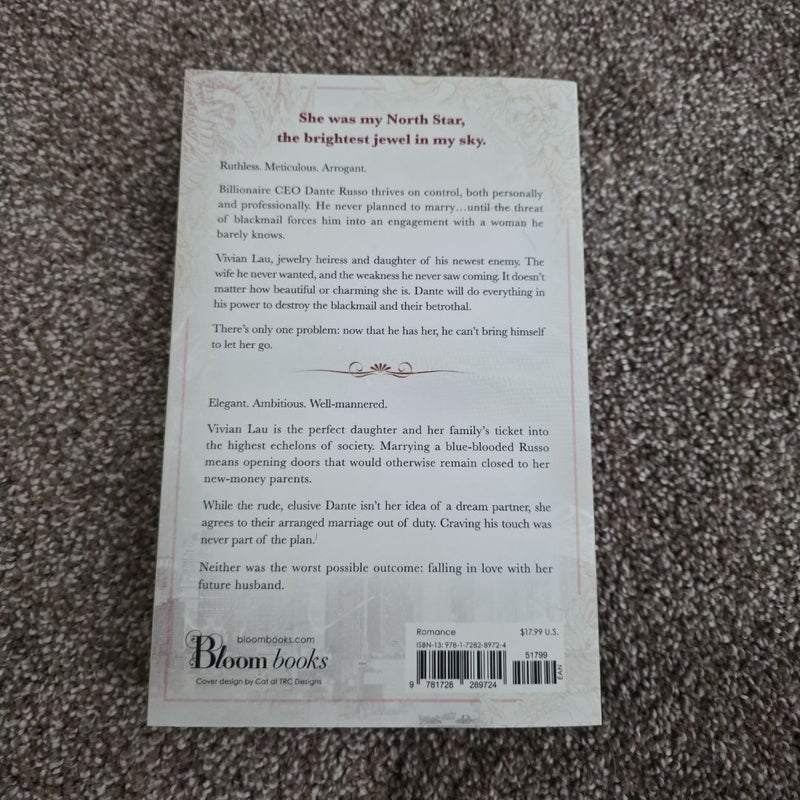 She was my North Star,
the brightest jewel in my sky.
Ruthless. Meticulous. Arrogant.
Billionaire CEO Dante Russo thrives on control, both personally
and professionally. He never planned to marry…until the threat
of blackmail forces him into an engagement with a woman he
barely knows.
Vivian Lau, jewelry heiress and daughter of his newest enemy. The
wife he never wanted, and the weakness he never saw coming. It doesn't
matter how beautiful or charming she is. Dante will do everything in
his power to destroy the blackmail and their betrothal.
There's only one problem: now that he has her, he can't bring himself
to let her go.
Elegant. Ambitious. Well-mannered.
Vivian Lau is the perfect daughter and her family's ticket into
the highest echelons of society. Marrying a blue-blooded Russo
means opening doors that would otherwise remain closed to her
new-money parents.
While the rude, elusive Dante isn't her idea of a dream partner, she
agrees to their arranged marriage out of duty. Craving his touch was
never part of the plan.
Neither was the worst possible outcome: falling in love with her
future husband.
bloombooks.com
Bloom books
Cover design by Cat at TRC Designs
Romance $17.99 U.S.
ISBN-13: 978-1-7282-8972-4
51799
EAN
9 781728 289724